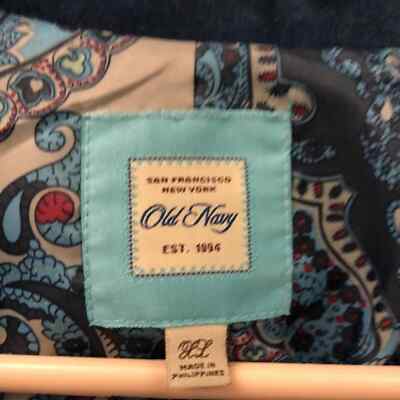 SAN FRANCISCO
NEW YORK
Old Navy
EST. 1994
XL
MADE IN
PHILIPPINES